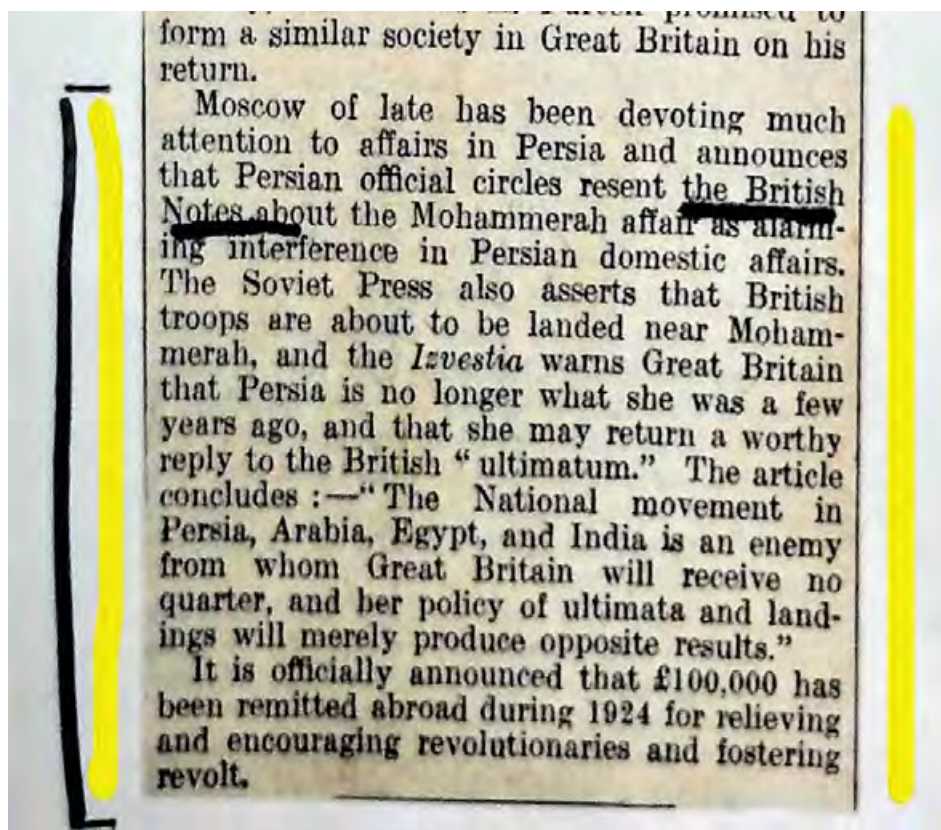 form a similar society in Great Britain on his
return.
Moscow of late has been devoting much
attention to affairs in Persia and announces
that Persian official circles resent the British
Notes about the Mohammerah affair as alarm-
ing interference in Persian domestic affairs.
The Soviet Press also asserts that British
troops are about to be landed near Moham-
merah, and the Izvestia warns Great Britain
that Persia is no longer what she was a few
years ago, and that she may return a worthy
reply to the British “ ultimatum.” The article
concludes :—“ The National movement in
Persia, Arabia, Egypt, and India is an enemy
from whom Great Britain will receive no
quarter, and her policy of ultimata and land-
ings will merely produce opposite results.”
It is officially announced that £100,000 has
been remitted abroad during 1924 for relieving
and encouraging revolutionaries and fostering
revolt.